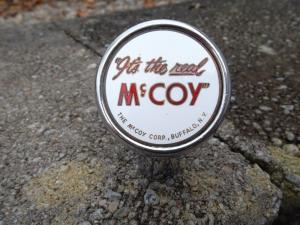 "It's the real
McCOY"
THE McCOY CORP., BUFFALO, N.Y.